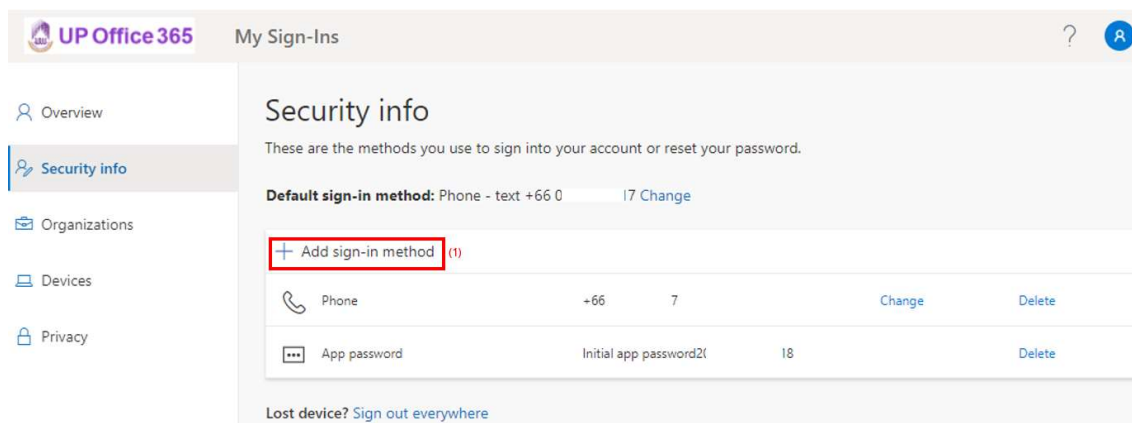 UP Office 365 My Sign-Ins ?
Overview
Security info
Organizations
Devices
Privacy
Security info
These are the methods you use to sign into your account or reset your password.
Default sign-in method: Phone - text +66 0 17 Change
+ Add sign-in method (1)
Phone +66 7 Change Delete
App password Initial app password20 18 Delete
Lost device? Sign out everywhere